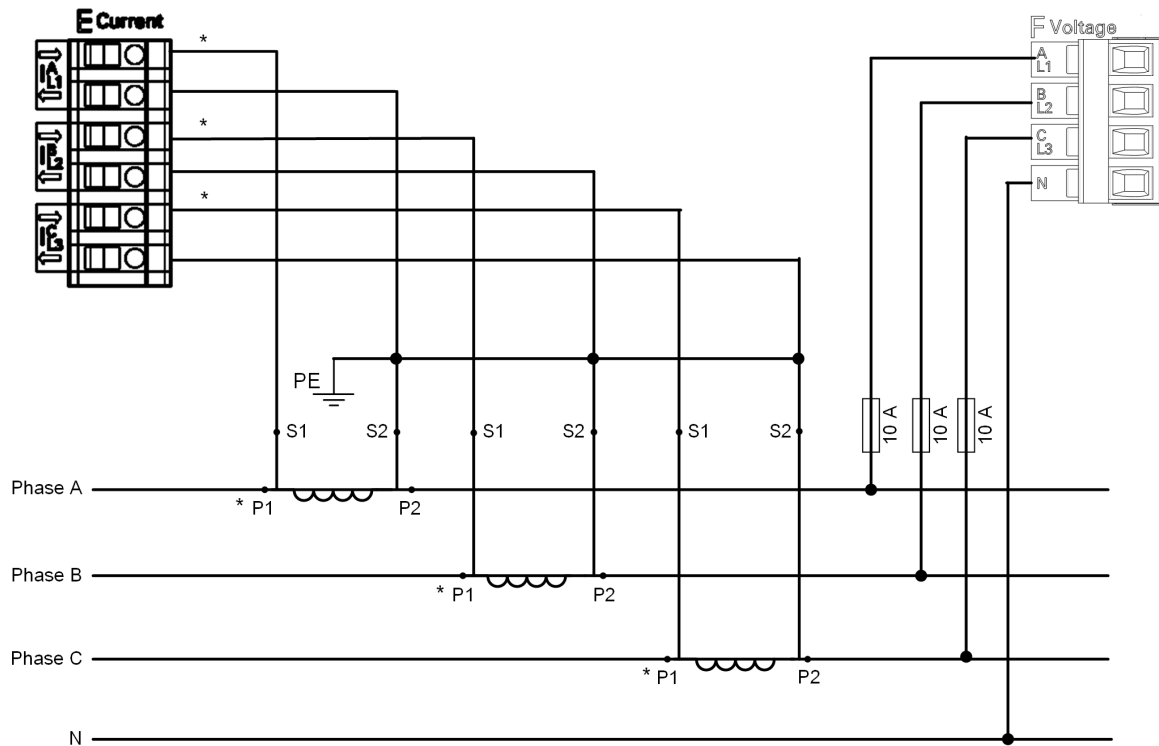 E Current
F Voltage
*
A
L1
I A L1
B
L2
*
I B L2
C
L3
N
*
I C L3
PE
10 A
10 A
10 A
S1
S2
S1
S2
S1
S2
Phase A
* P1
P2
Phase B
* P1
P2
Phase C
* P1
P2
N